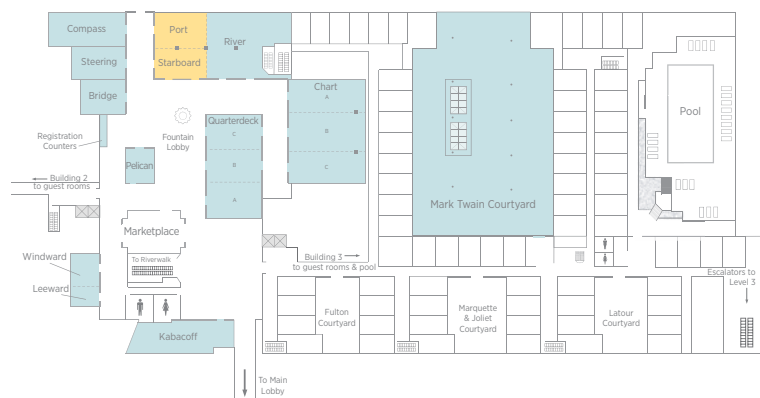 Compass
Port
River
Steering
Starboard
Bridge
Chart
A
Registration
Counters
Fountain
Lobby
Quarterdeck
C
B
B
Pool
Pelican
A
C
Building 2
to guest rooms
Mark Twain Courtyard
Marketplace
Windward
To Riverwalk
Building 3
to guest rooms & pool
Leeward
Escalators to
Level 3
Fulton
Courtyard
Marquette
& Joliet
Courtyard
Latour
Courtyard
Kabacoff
To Main
Lobby